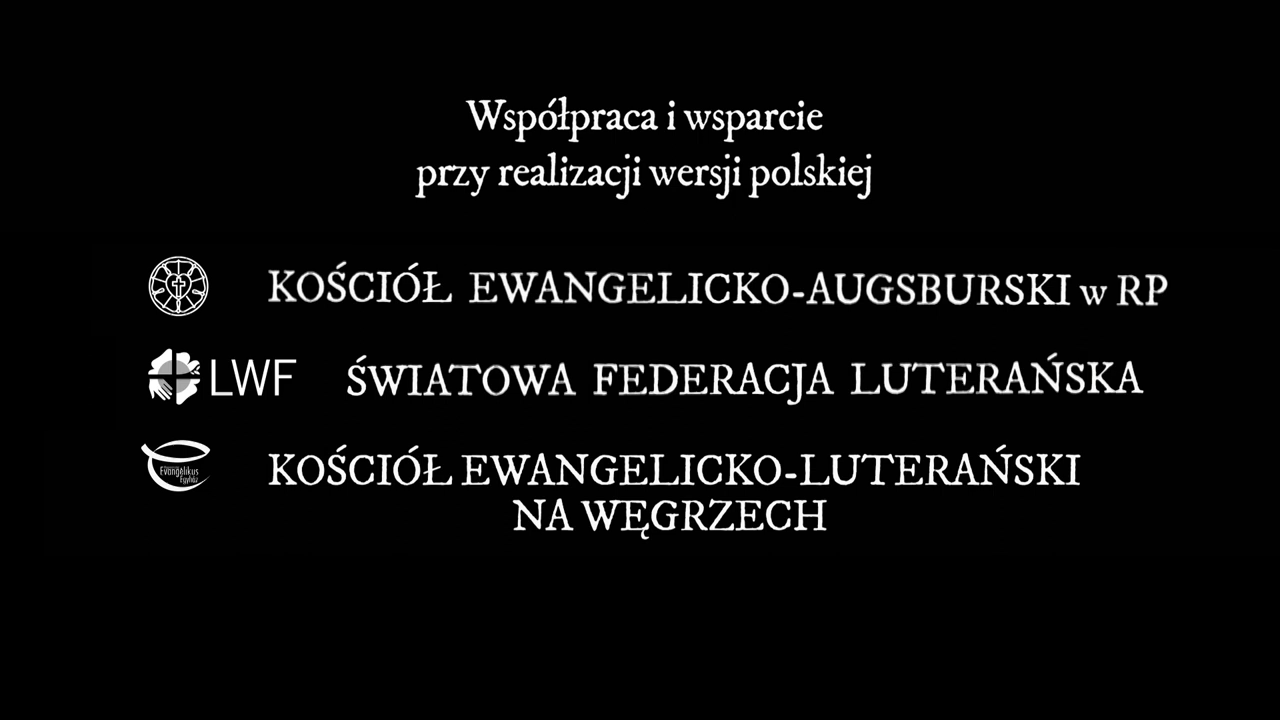 Współpraca i wsparcie
przy realizacji wersji polskiej
KOŚCIÓŁ EWANGELICKO-AUGSBURSKI w RP
LWF ŚWIATOWA FEDERACJA LUTERAŃSKA
Evangélikus
Egyház
KOŚCIÓŁ EWANGELICKO-LUTERAŃSKI
NA WĘGRZECH